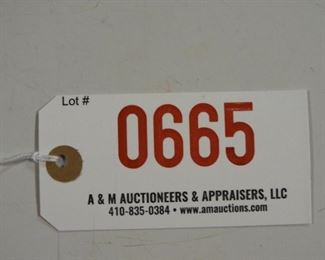 Lot #
0665
A & M AUCTIONEERS & APPRAISERS, LLC
410-835-0384 • www.amauctions.com